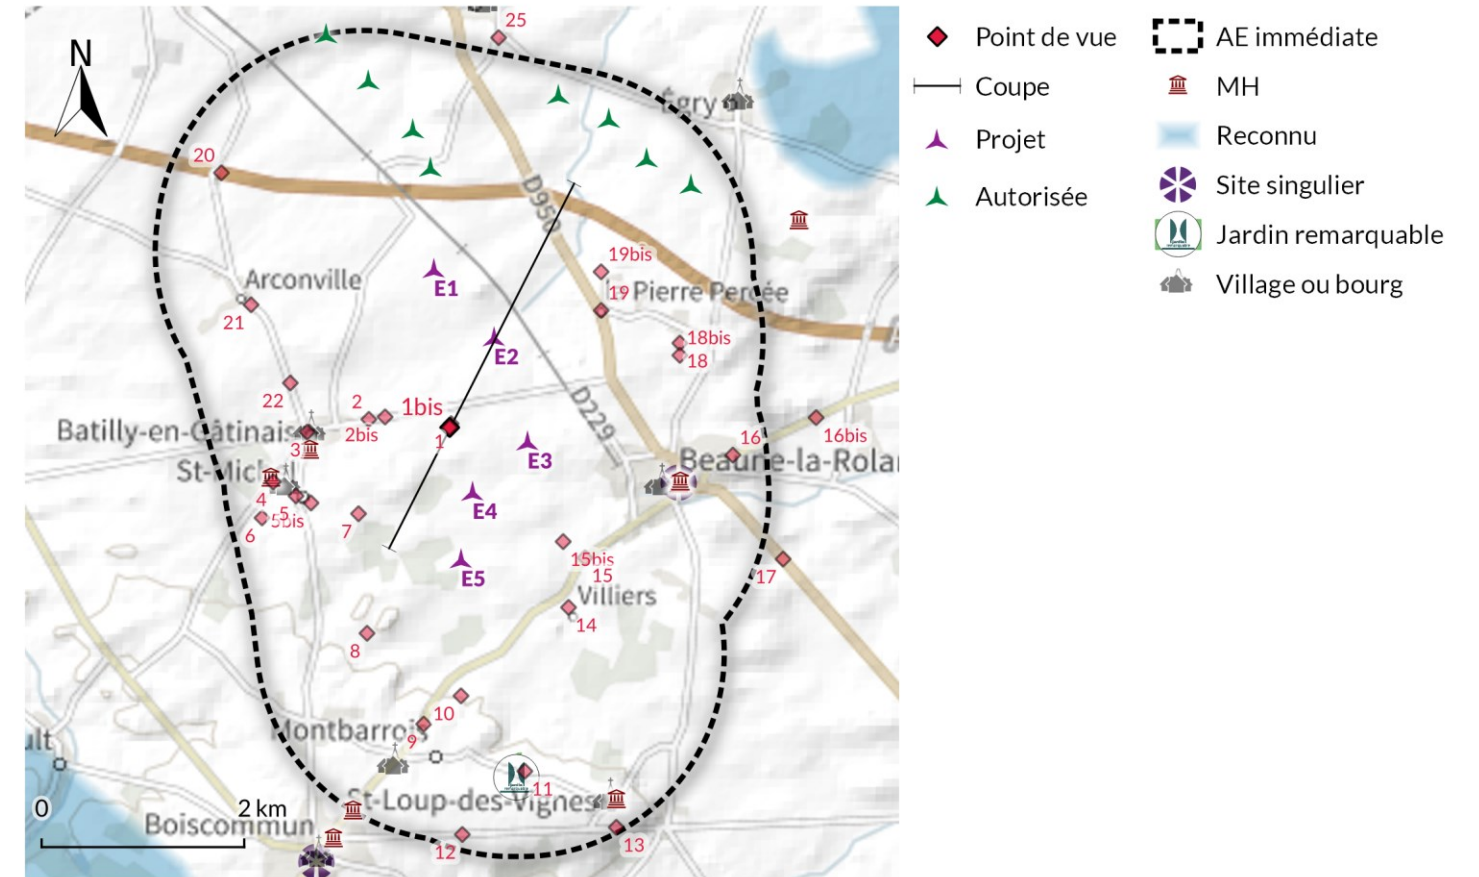 25
N
Égry
20
D950
19bis
Arconville
E1
19
Pierre Percée
21
E2
18bis
18
22
2
1bis
D229
16bis
Batilly-en-Câtinais
2bis
1
16
3
E3
Beaune-la-Rolan
St-Michel
4
5
E4
5bis
6
7
15bis
E5
15
17
Villiers
14
8
10
Montbarrois
9
ult
11
0
2 km
St-Loup-des-Vignes
Boiscommun
12
13
Point de vue
Coupe
Projet
Autorisée
AE immédiate
MH
Reconnu
Site singulier
Jardin remarquable
Village ou bourg